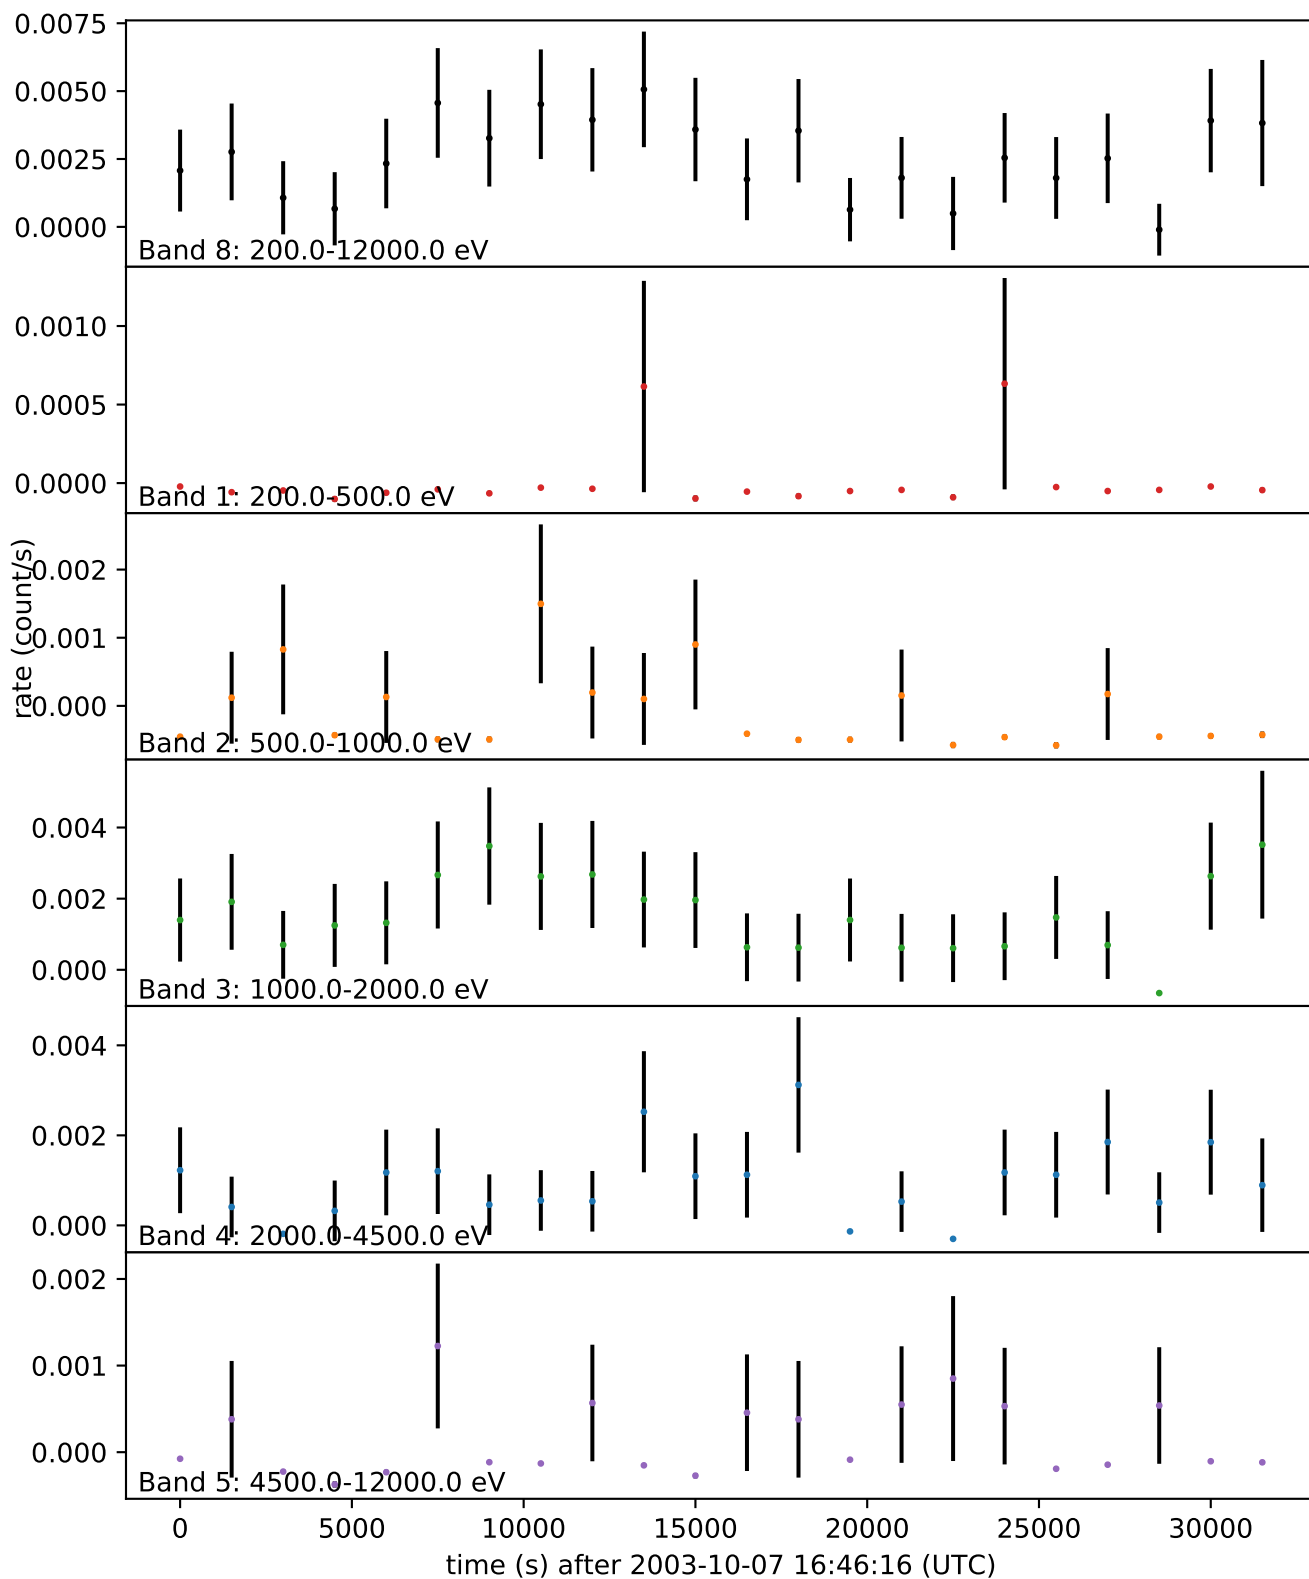 0.0075
0.0050
0.0025
0.0000
Band 8: 200.0-12000.0 eV
0.0010
0.0005
0.0000
Band 1: 200.0-500.0 eV
rate (count/s)
0.002
0.001
0.000
Band 2: 500.0-1000.0 eV
0.004
0.002
0.000
Band 3: 1000.0-2000.0 eV
0.004
0.002
0.000
Band 4: 2000.0-4500.0 eV
0.002
0.001
0.000
Band 5: 4500.0-12000.0 eV
0 5000 10000 15000 20000 25000 30000
time (s) after 2003-10-07 16:46:16 (UTC)